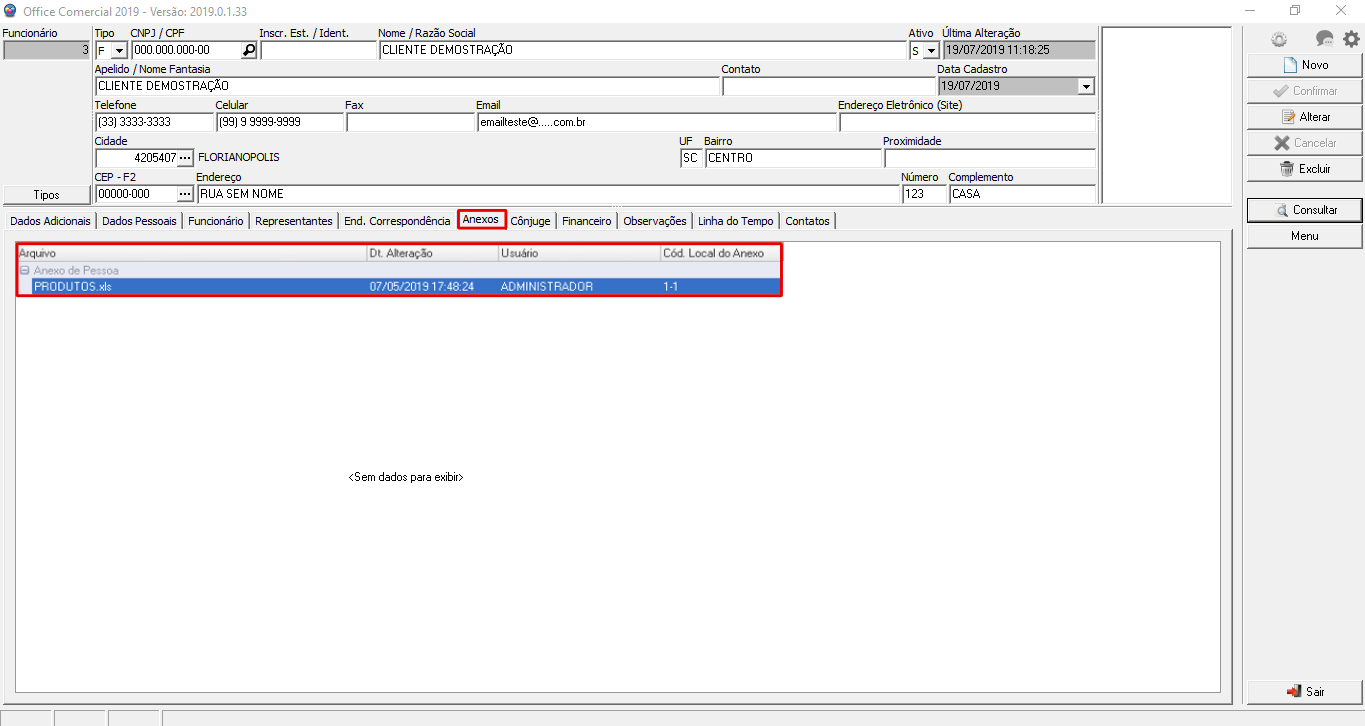 Office Comercial 2019 - Versão: 2019.0.1.33
Funcionário Tipo CNPJ / CPF Inscr. Est. / Ident. Nome / Razão Social Ativo Última Alteração
3 F 000.000.000-00 CLIENTE DEMOSTRAÇÃO S 19/07/2019 11:18:25
Apelido / Nome Fantasia Contato Data Cadastro
CLIENTE DEMOSTRAÇÃO 19/07/2019
Telefone Celular Fax Email Endereço Eletrônico (Site)
(33) 3333-3333 (99) 9 9999-9999 emailteste@.....com.br
Cidade UF Bairro Proximidade
4205407 ... FLORIANOPOLIS SC CENTRO
CEP - F2 Endereço Número Complemento
Tipos 00000-000 ... RUA SEM NOME 123 CASA
Dados Adicionais Dados Pessoais Funcionário Representantes End. Correspondência Anexos Cônjuge Financeiro Observações Linha do Tempo Contatos
Arquivo Dt. Alteração Usuário Cód. Local do Anexo
Anexo de Pessoa
PRODUTOS.xls 07/05/2019 17:48:24 ADMINISTRADOR 1-1
<Sem dados para exibir>
Novo
Confirmar
Alterar
Cancelar
Excluir
Consultar
Menu
Sair